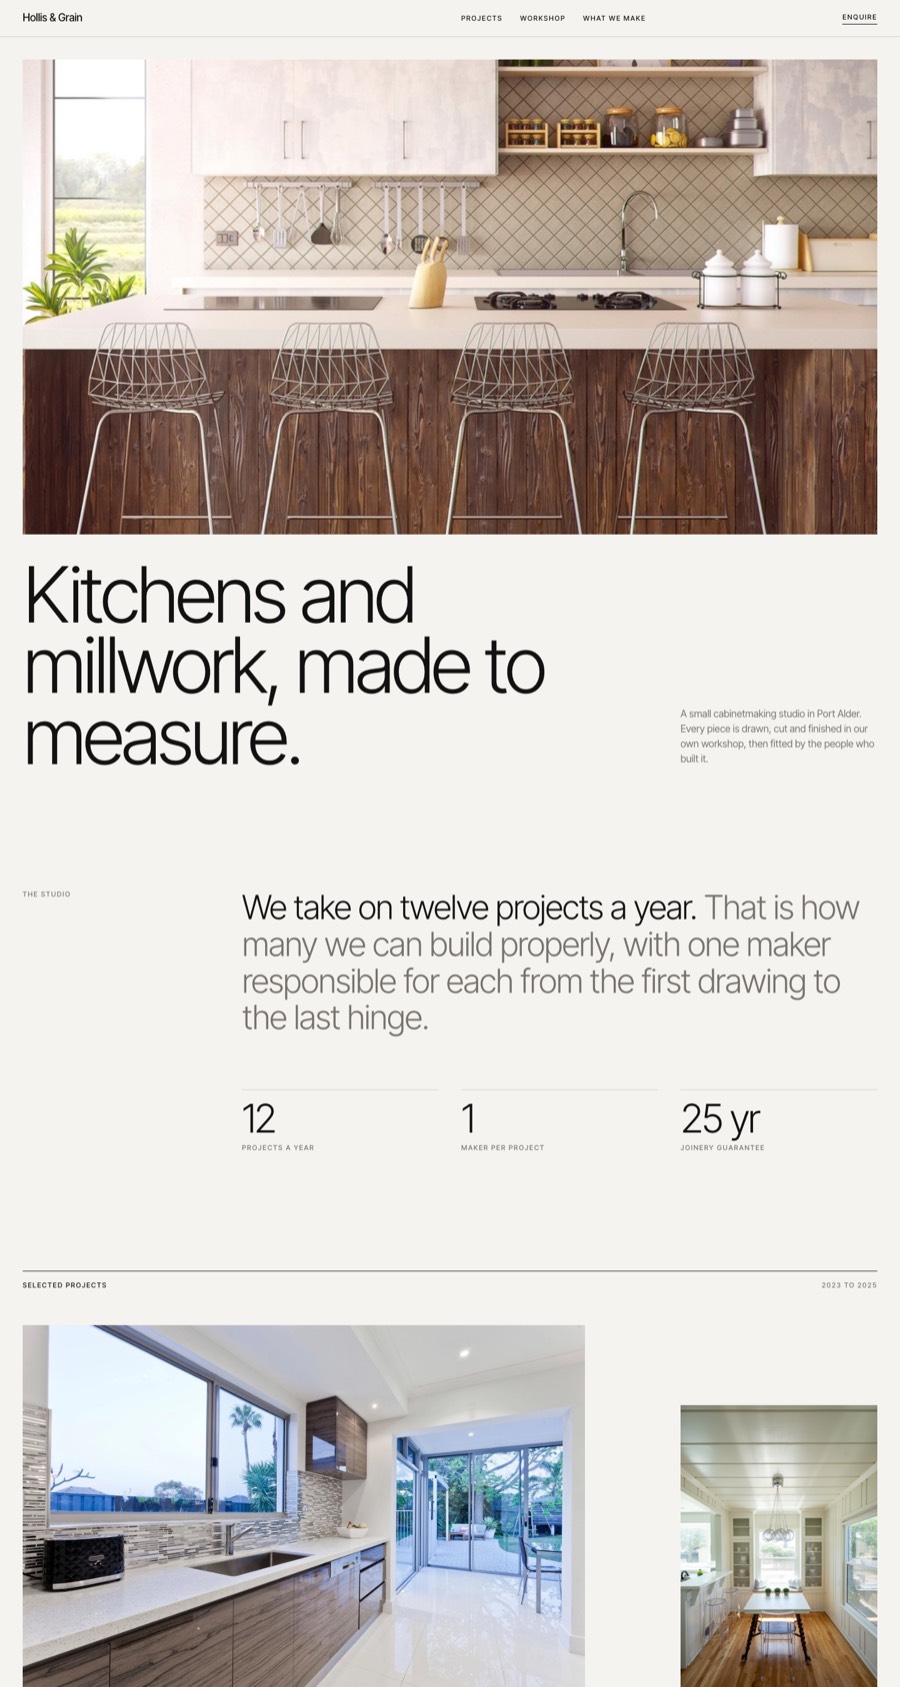 Hollis & Grain
PROJECTS WORKSHOP WHAT WE MAKE
ENQUIRE
Kitchens and
millwork, made to
measure.
A small cabinetmaking studio in Port Alder.
Every piece is drawn, cut and finished in our
own workshop, then fitted by the people who
built it.
THE STUDIO
We take on twelve projects a year. That is how
many we can build properly, with one maker
responsible for each from the first drawing to
the last hinge.
12
PROJECTS A YEAR
1
MAKER PER PROJECT
25 yr
JOINERY GUARANTEE
SELECTED PROJECTS
2023 TO 2025